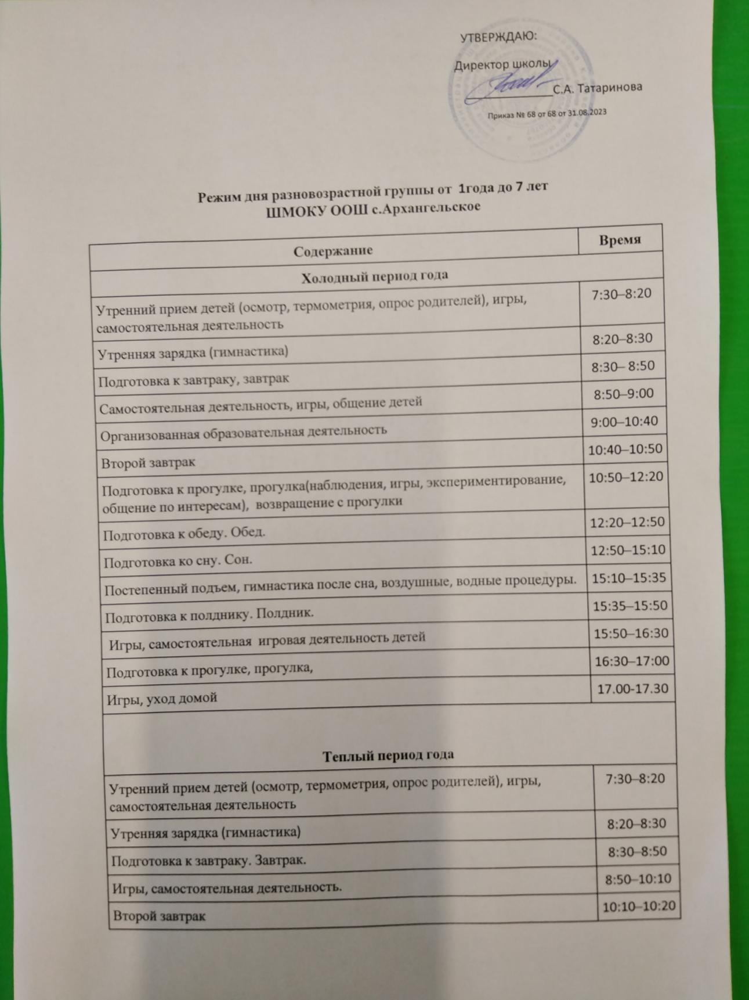 УТВЕРЖДАЮ:
Директор школы
С.А. Татаринова
Приказ № 68 от 68 от 31.08.2023
Режим дня разновозрастной группы от 1года до 7 лет
ШМОКУ ООШ с.Архангельское
Содержание Время
Холодный период года
Утренний прием детей (осмотр, термометрия, опрос родителей), игры, 7:30–8:20
самостоятельная деятельность
Утренняя зарядка (гимнастика) 8:20–8:30
Подготовка к завтраку, завтрак 8:30– 8:50
Самостоятельная деятельность, игры, общение детей 8:50–9:00
Организованная образовательная деятельность 9:00–10:40
Второй завтрак 10:40–10:50
Подготовка к прогулке, прогулка(наблюдения, игры, экспериментирование, 10:50–12:20
общение по интересам), возвращение с прогулки
Подготовка к обеду. Обед. 12:20–12:50
Подготовка ко сну. Сон. 12:50–15:10
Постепенный подъем, гимнастика после сна, воздушные, водные процедуры. 15:10–15:35
Подготовка к полднику. Полдник. 15:35–15:50
Игры, самостоятельная игровая деятельность детей 15:50–16:30
Подготовка к прогулке, прогулка, 16:30–17:00
Игры, уход домой 17.00-17.30
Теплый период года
Утренний прием детей (осмотр, термометрия, опрос родителей), игры, 7:30–8:20
самостоятельная деятельность
Утренняя зарядка (гимнастика) 8:20–8:30
Подготовка к завтраку. Завтрак. 8:30–8:50
Игры, самостоятельная деятельность. 8:50–10:10
Второй завтрак 10:10–10:20